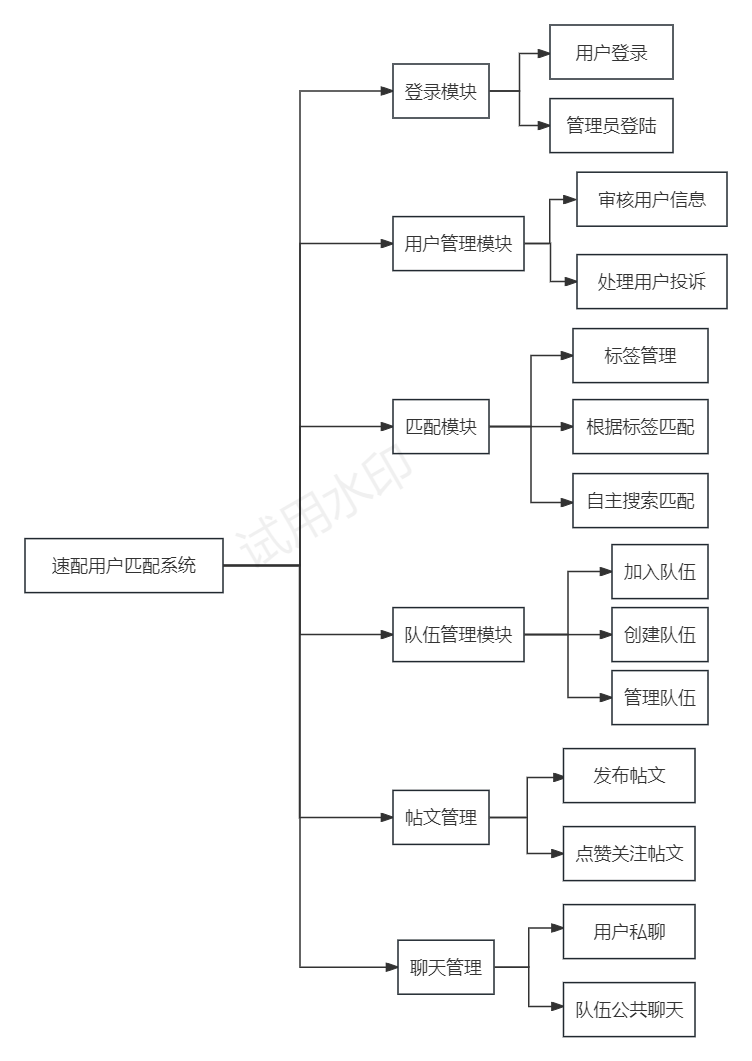 用户登录
登录模块
管理员登陆
审核用户信息
用户管理模块
处理用户投诉
标签管理
匹配模块
根据标签匹配
自主搜索匹配
试用水印
速配用户匹配系统
加入队伍
队伍管理模块
创建队伍
管理队伍
发布帖文
帖文管理
点赞关注帖文
用户私聊
聊天管理
队伍公共聊天